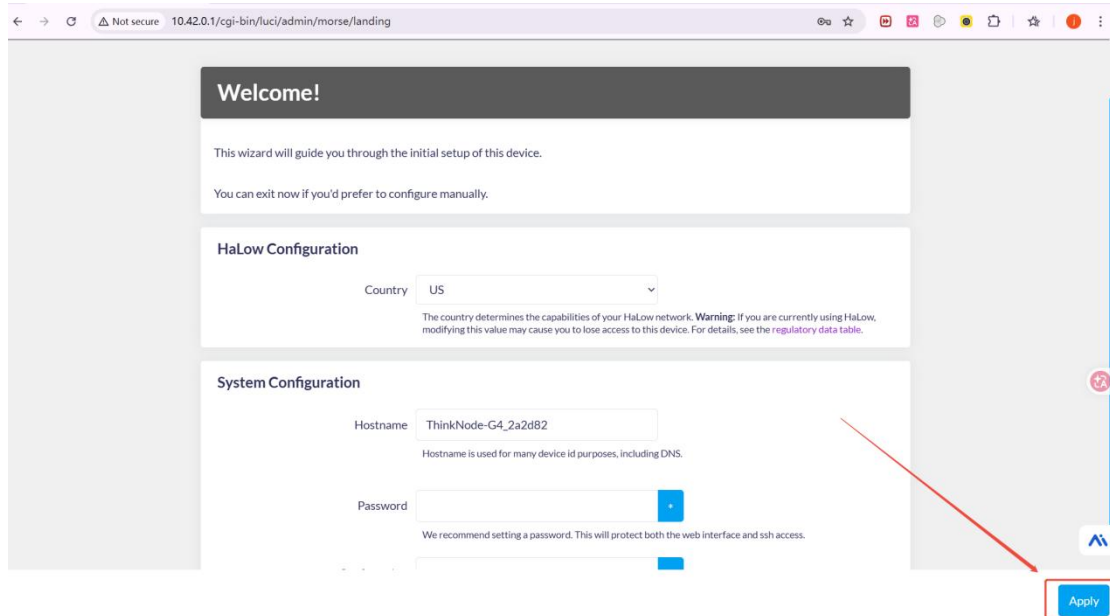 Not secure 10.42.0.1/cgi-bin/luci/admin/morse/landing
Welcome!
This wizard will guide you through the initial setup of this device.
You can exit now if you'd prefer to configure manually.
HaLow Configuration
Country US
The country determines the capabilities of your HaLow network. Warning: If you are currently using HaLow,
modifying this value may cause you to lose access to this device. For details, see the regulatory data table.
System Configuration
Hostname ThinkNode-G4_2a2d82
Hostname is used for many device id purposes, including DNS.
Password *
We recommend setting a password. This will protect both the web interface and ssh access.
Apply